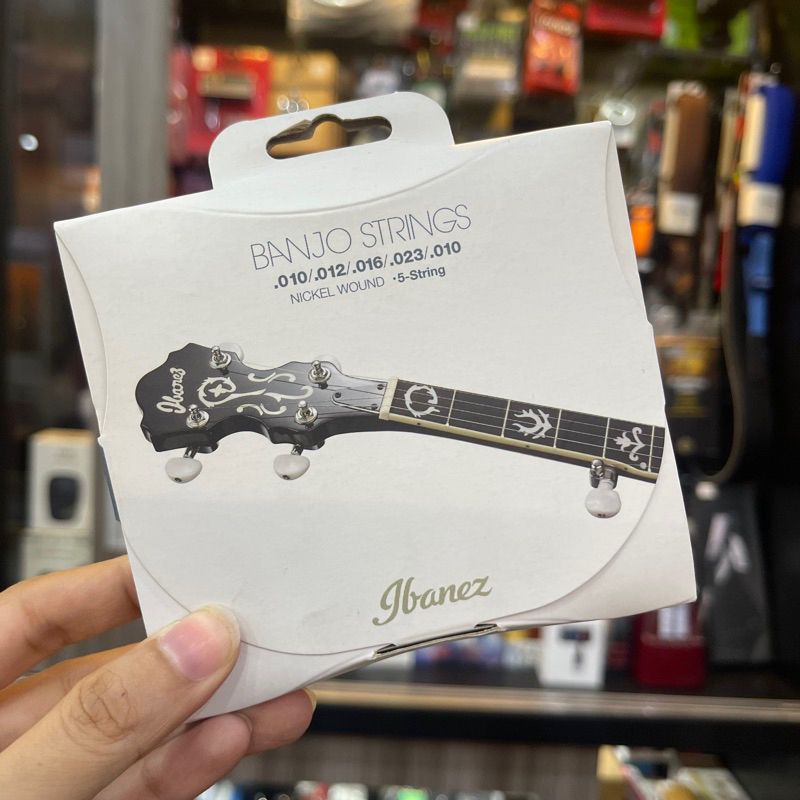 BANJO STRINGS
.010/.012/.016/.023/.010
NICKEL WOUND •5-String
Ibanez
Ibanez